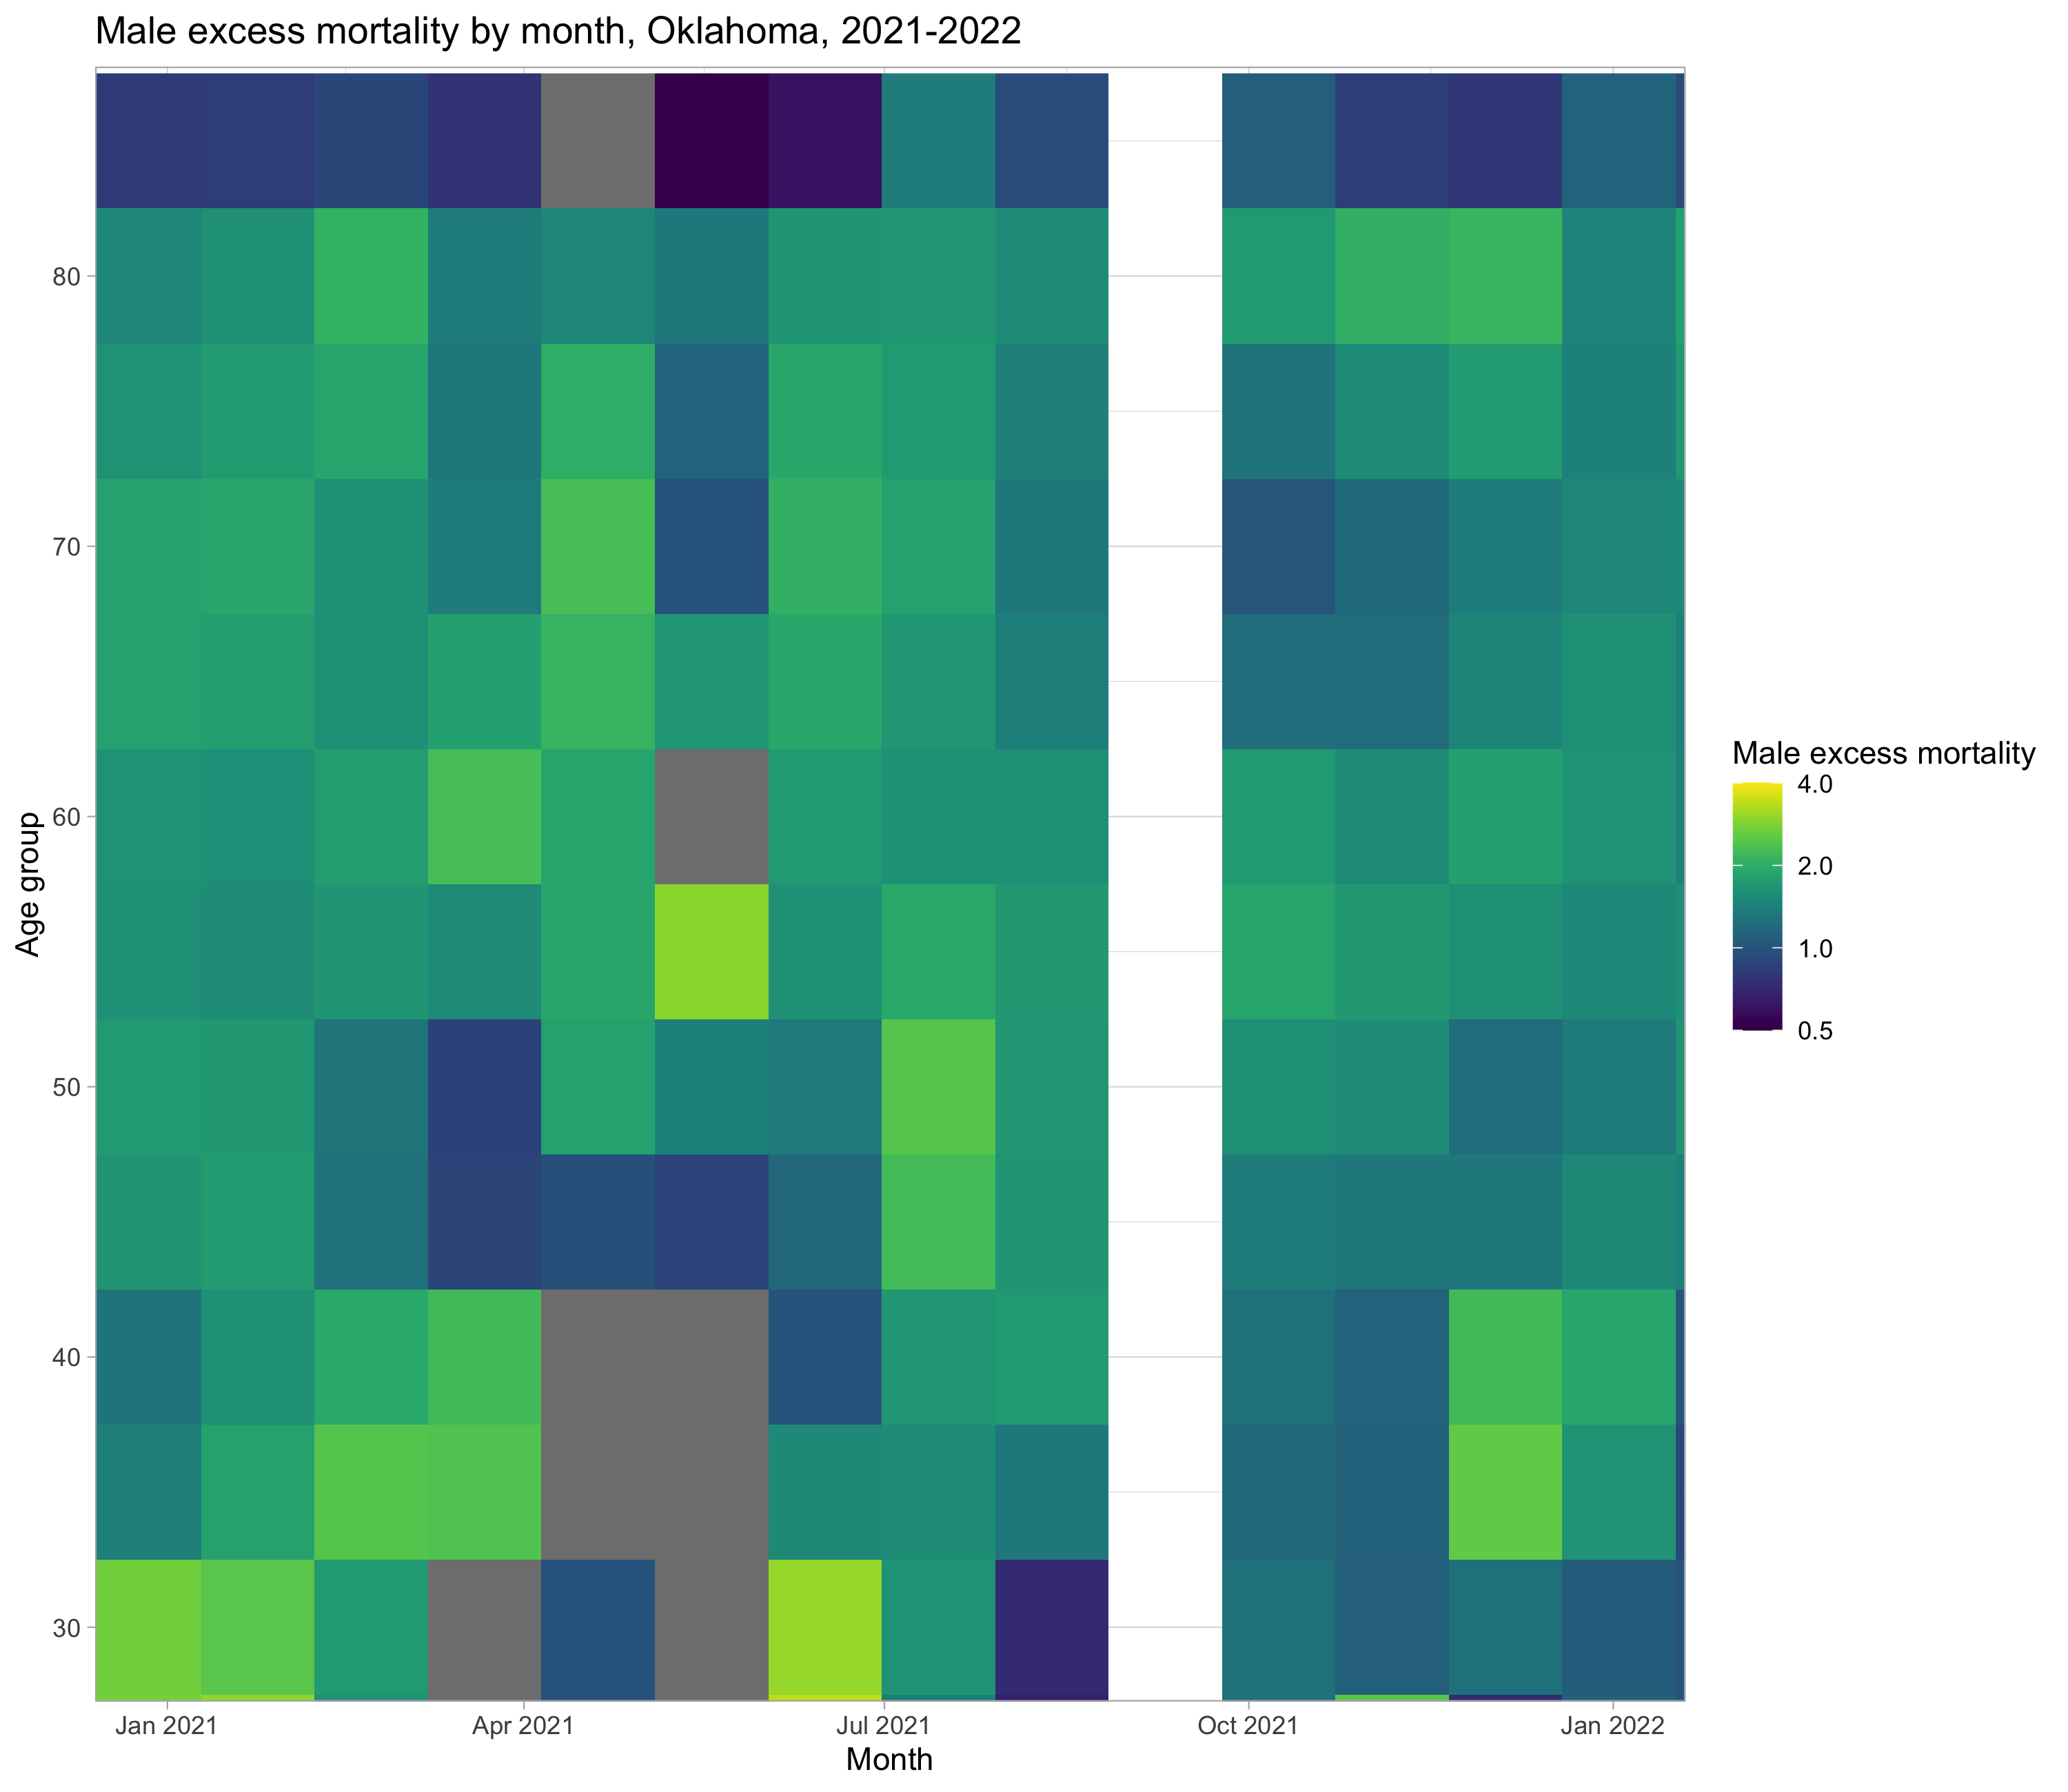 Male excess mortality by month, Oklahoma, 2021-2022
80
70
60
50
40
30
Age group
Jan 2021
Apr 2021
Jul 2021
Oct 2021
Jan 2022
Month
Male excess mortality
4.0
2.0
1.0
0.5